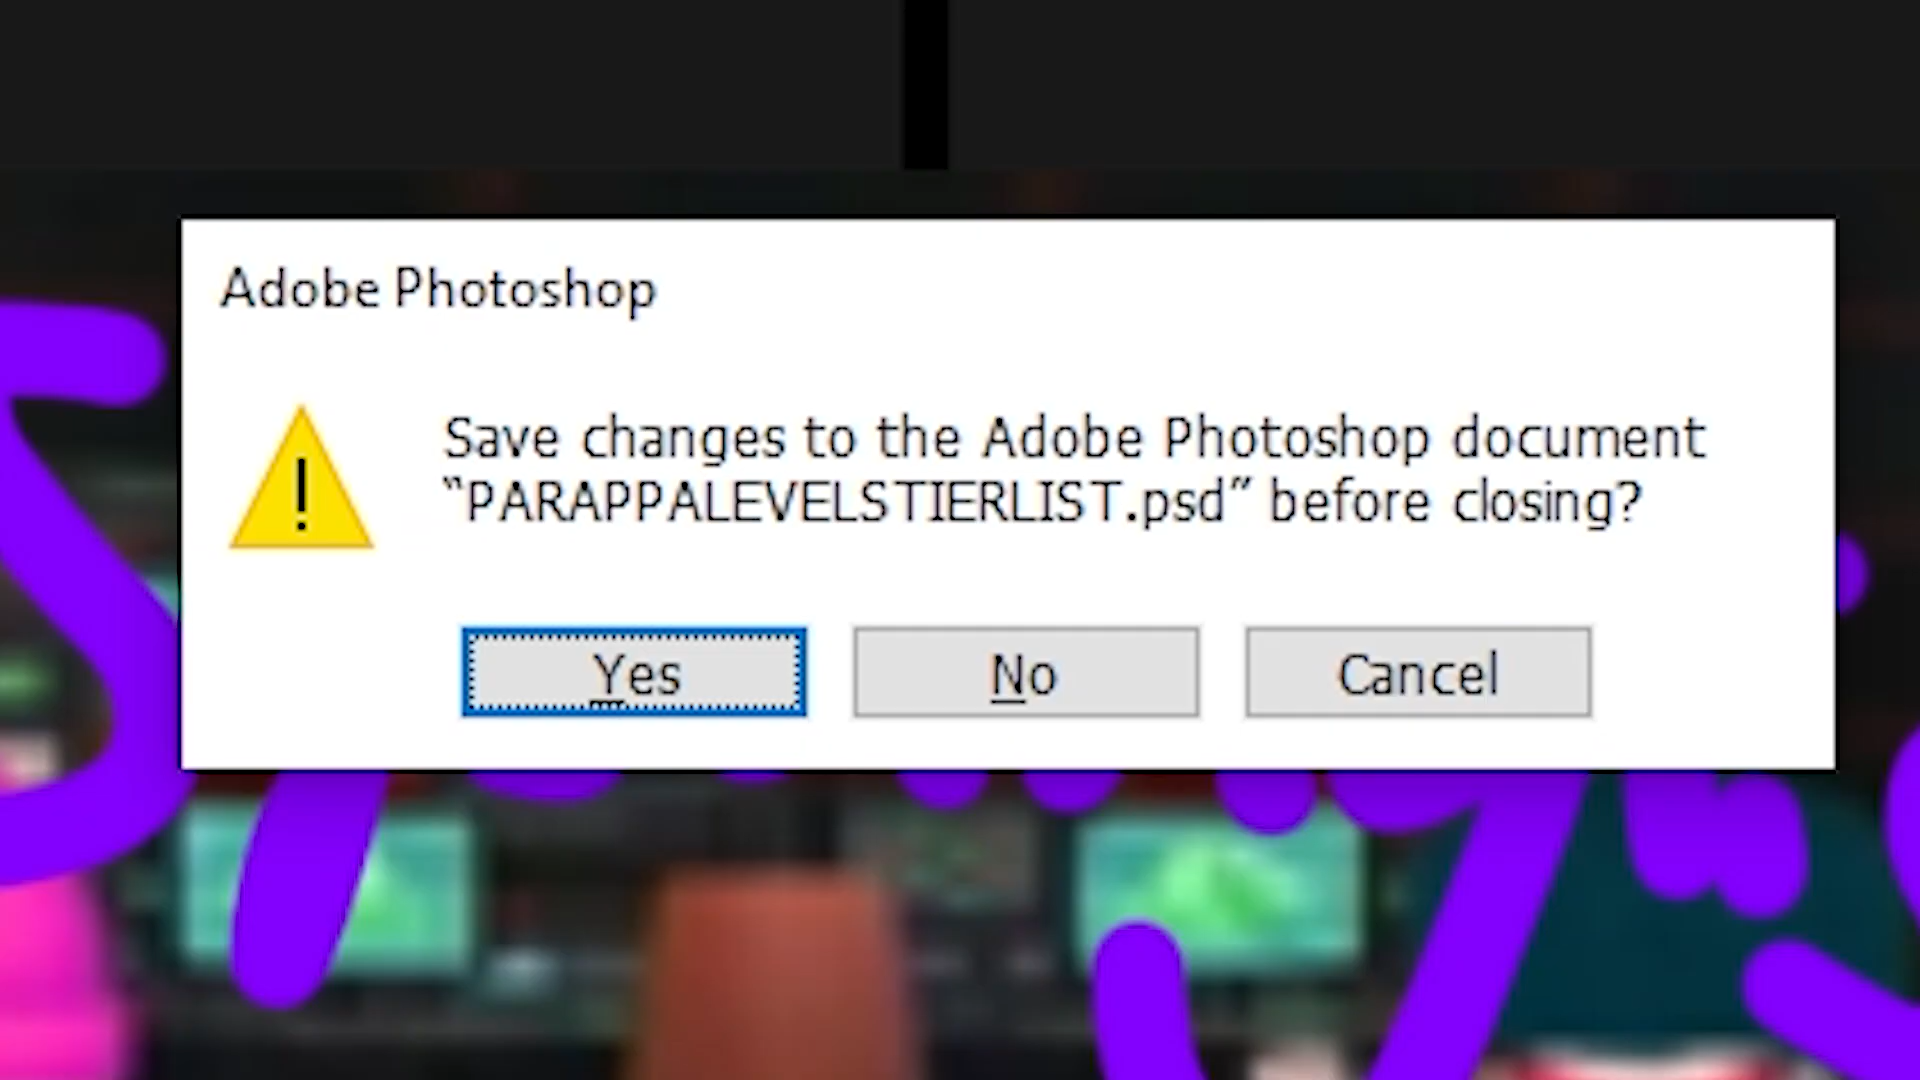 Adobe Photoshop
Save changes to the Adobe Photoshop document
“PARAPPALEVELSTIERLIST.psd” before closing?
Yes
No
Cancel